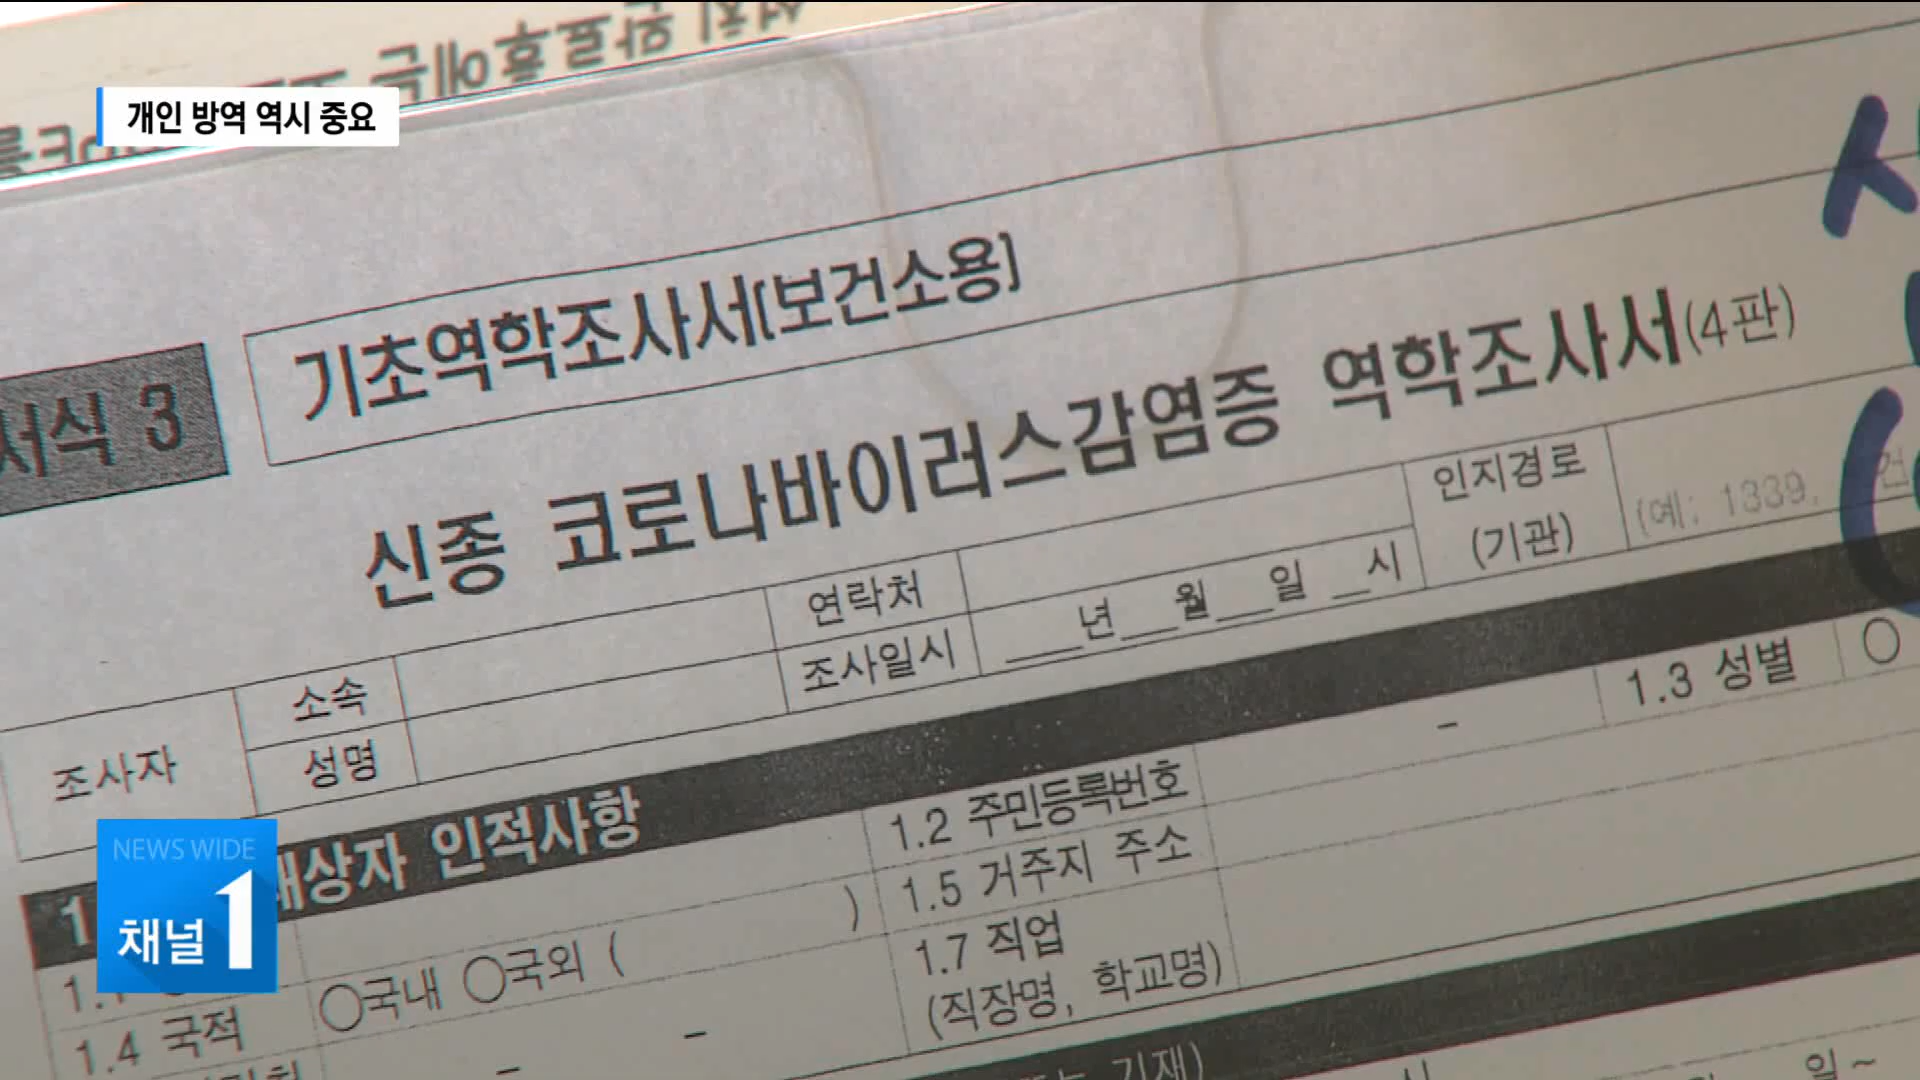 개인 방역 역시 중요
서식 3
기초역학조사서[보건소용]
신종 코로나바이러스감염증 역학조사서(4판)
조사자
소속
성명
연락처
조사일시
___년___월___일 __시
인지경로
(기관)
(예: 1339,
대상자 인적사항
1.2 주민등록번호
-
1.3 성별 ○
1.4 국적
○국내 ○국외 (
)
1.5 거주지 주소
1.7 직업
(직장명, 학교명)
- -
기재)
일~
NEWS WIDE
채널 1